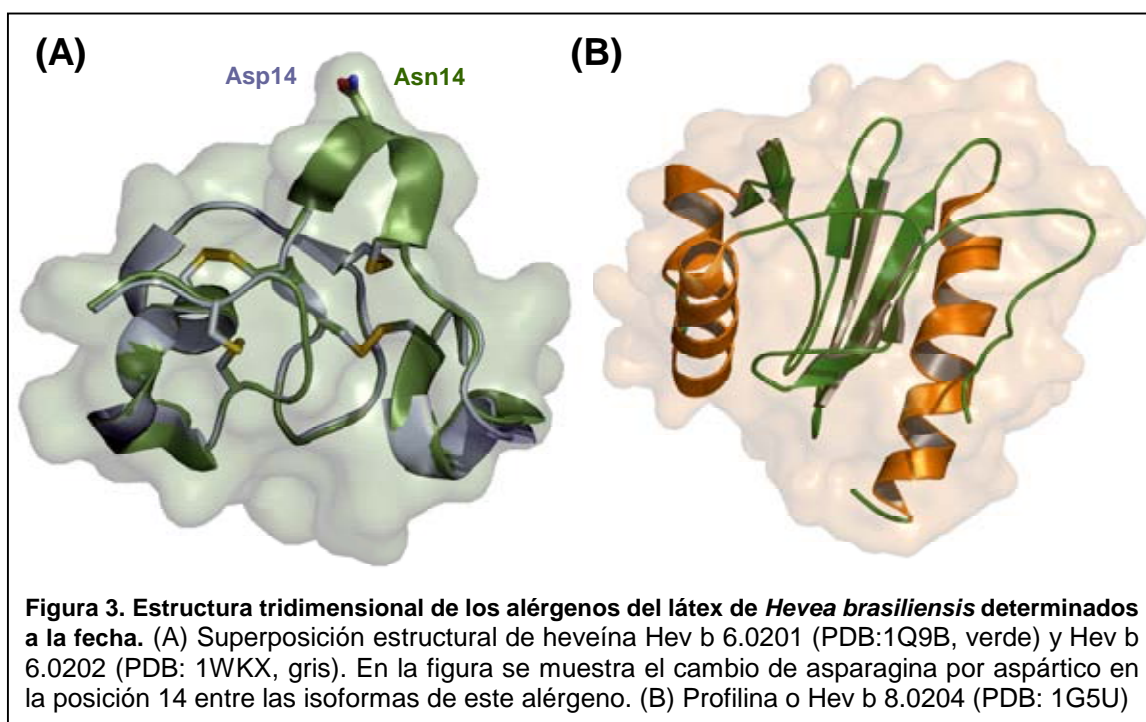 (A)
Asp14 Asn14
(B)
Figura 3. Estructura tridimensional de los alérgenos del látex de Hevea brasiliensis determinados
a la fecha. (A) Superposición estructural de heveína Hev b 6.0201 (PDB:1Q9B, verde) y Hev b
6.0202 (PDB: 1WKX, gris). En la figura se muestra el cambio de asparagina por aspártico en
la posición 14 entre las isoformas de este alérgeno. (B) Profilina o Hev b 8.0204 (PDB: 1G5U)